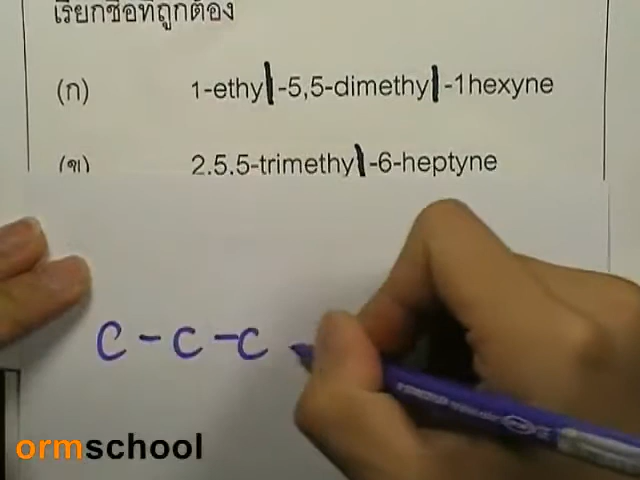 เรียกชื่อที่ถูกต้อง
(ก) 1-ethyl-5,5-dimethyl-1hexyne
(ข) 2.5.5-trimethyl-6-heptyne
C - C - C
ormschool